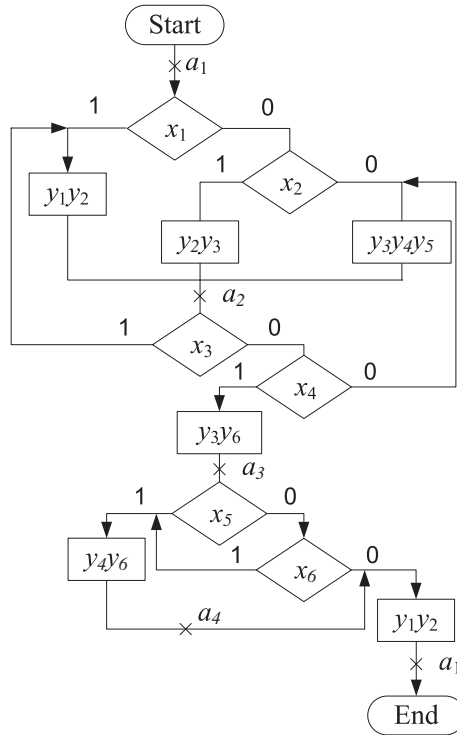 Start
a₁
1 0
x₁
1 0
x₂
y₁y₂
y₂y₃ y₃y₄y₅
a₂
1 0
x₃
1 0
x₄
y₃y₆
a₃
1 0
x₅
y₄y₆ 1 0
x₆
a₄
y₁y₂
a₁
End